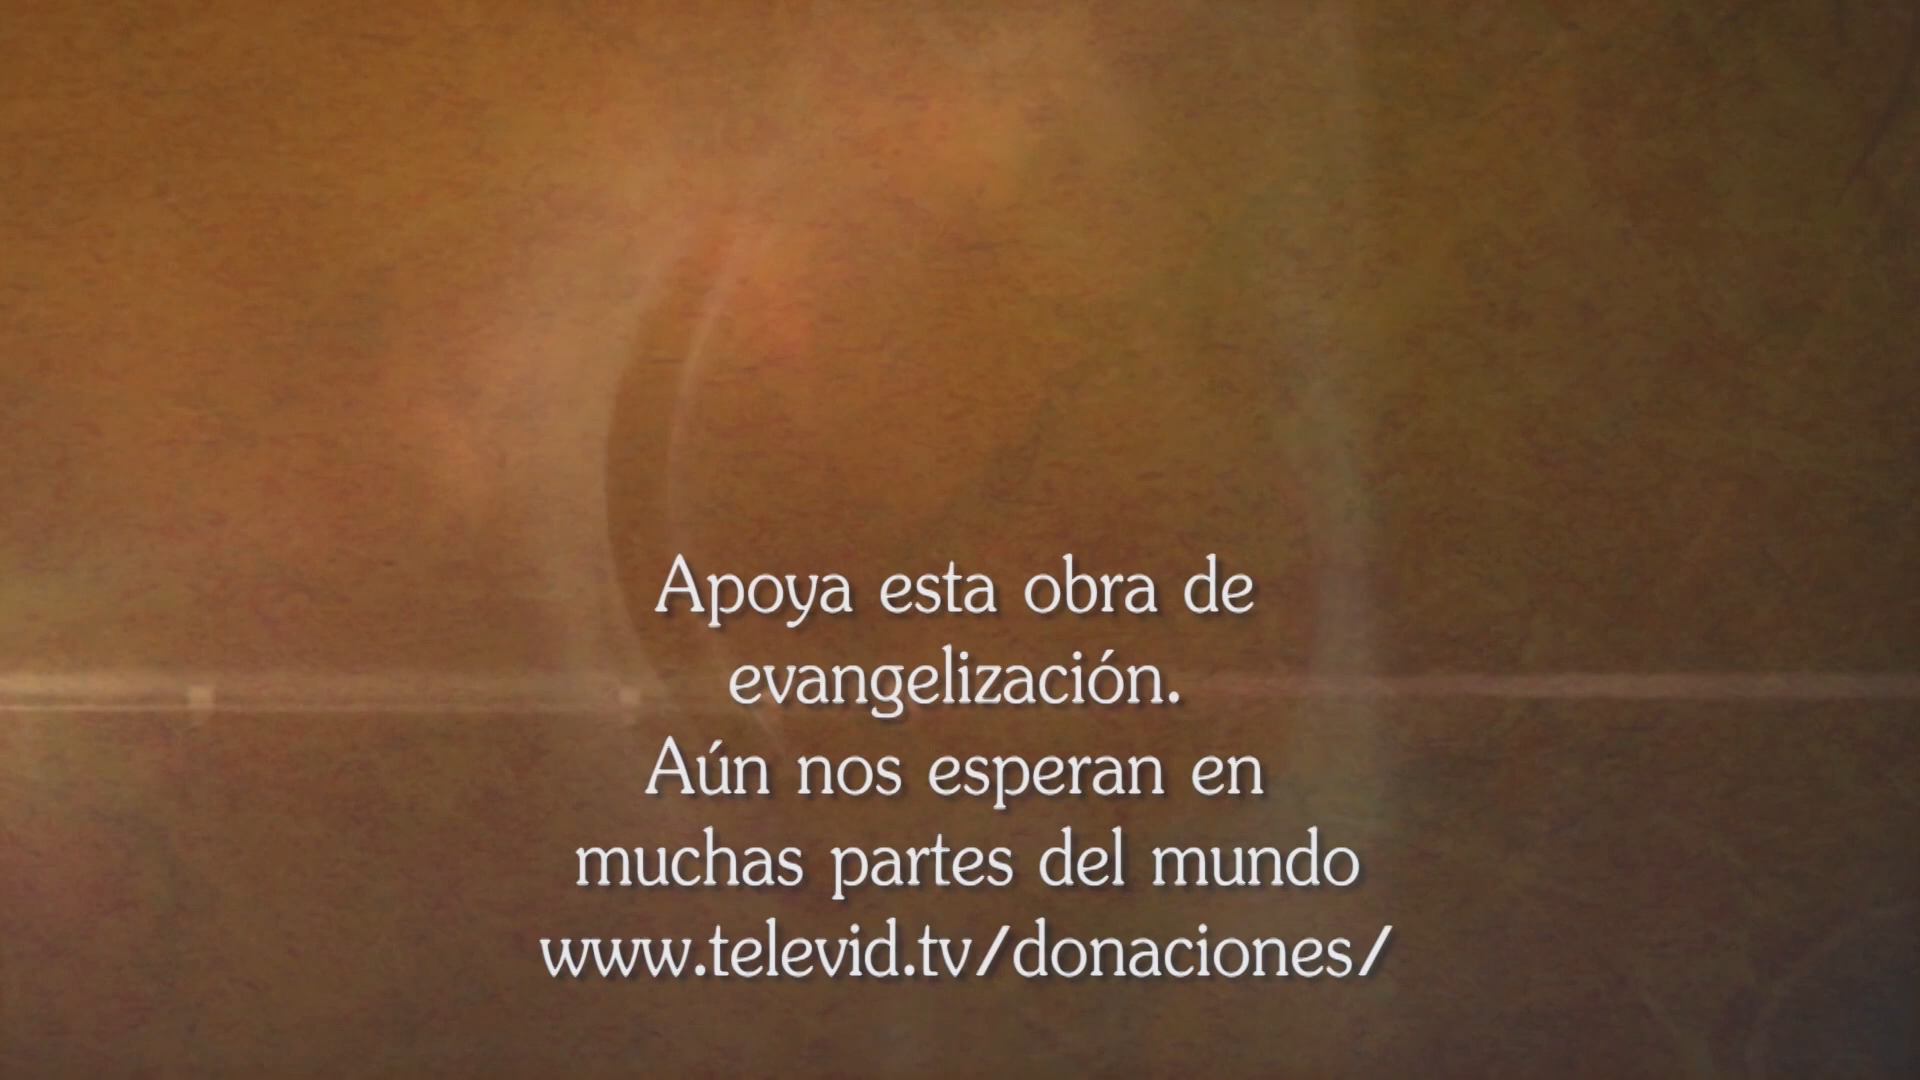 Apoya esta obra de
evangelización.
Aún nos esperan en
muchas partes del mundo
www.televid.tv/donaciones/